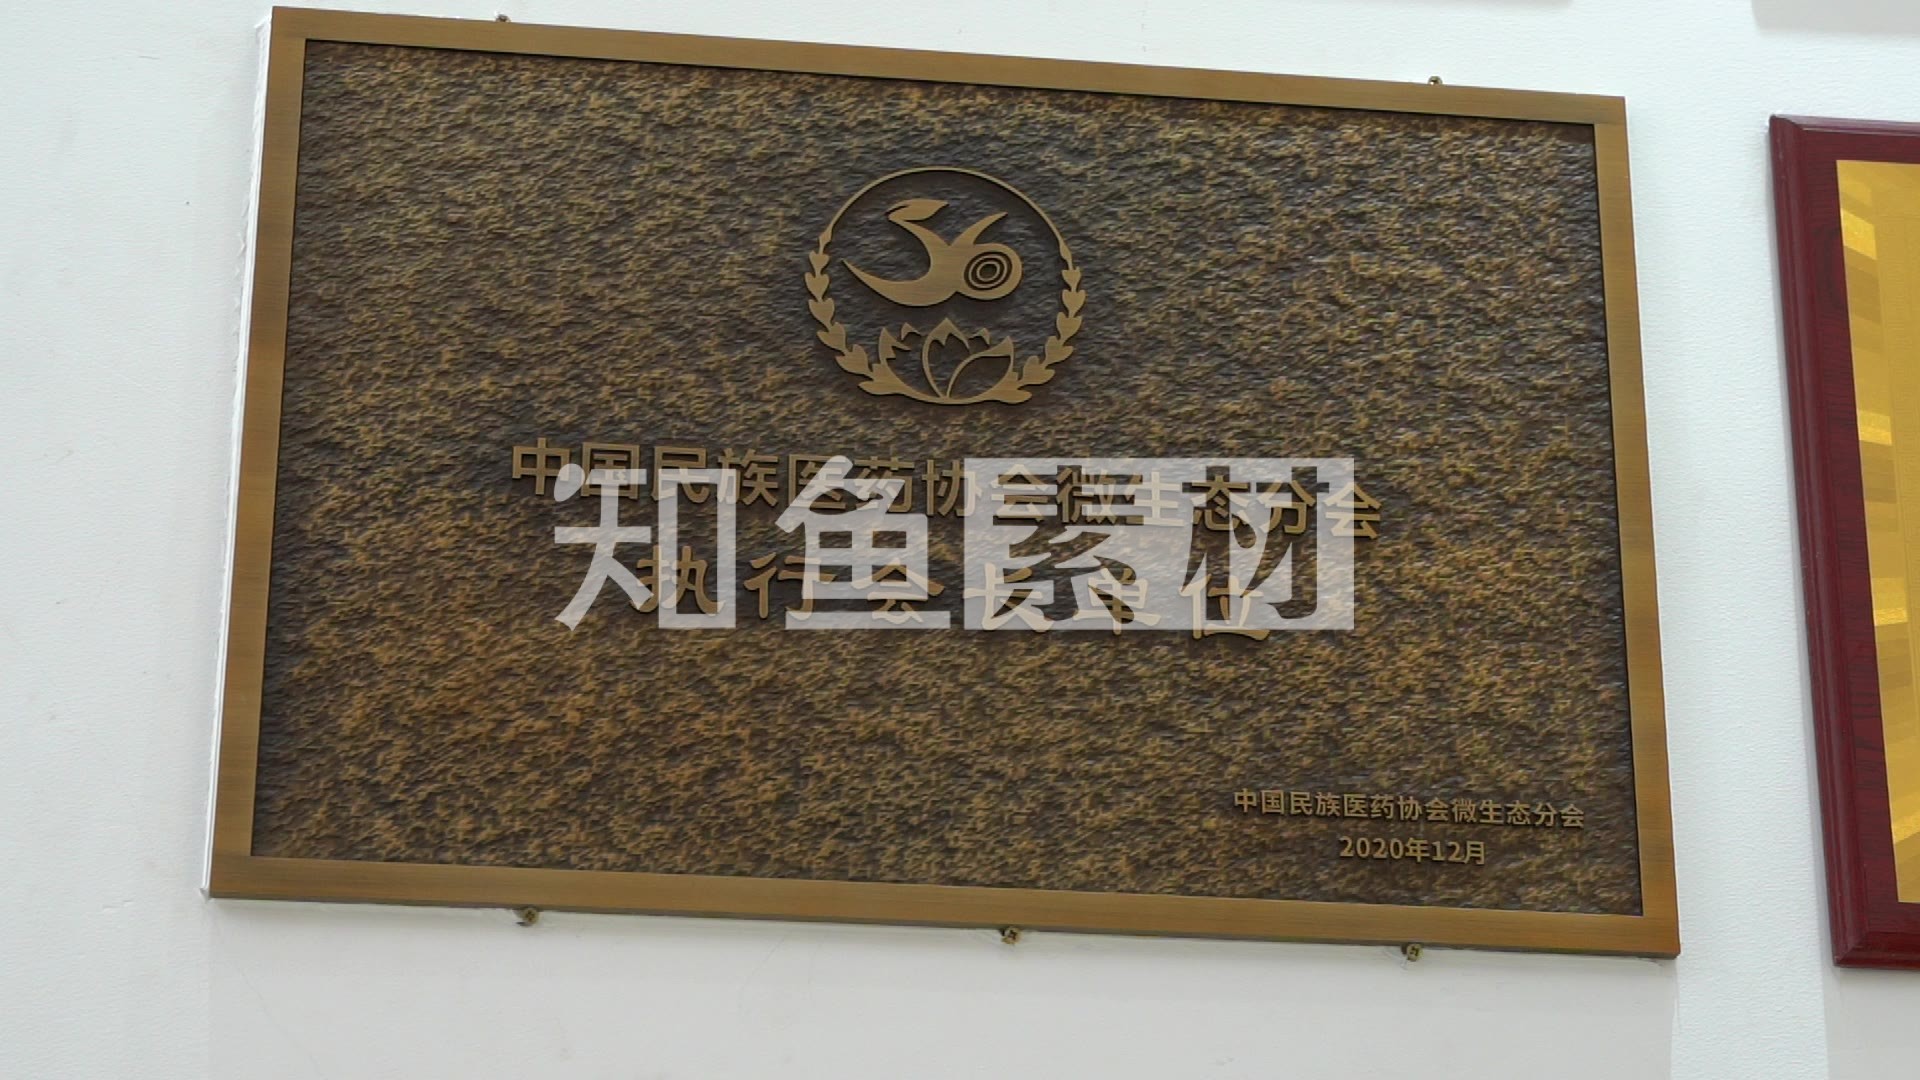 中国民族医药协会微生态分会
执行会长单位
知鱼素材
中国民族医药协会微生态分会
2020年12月